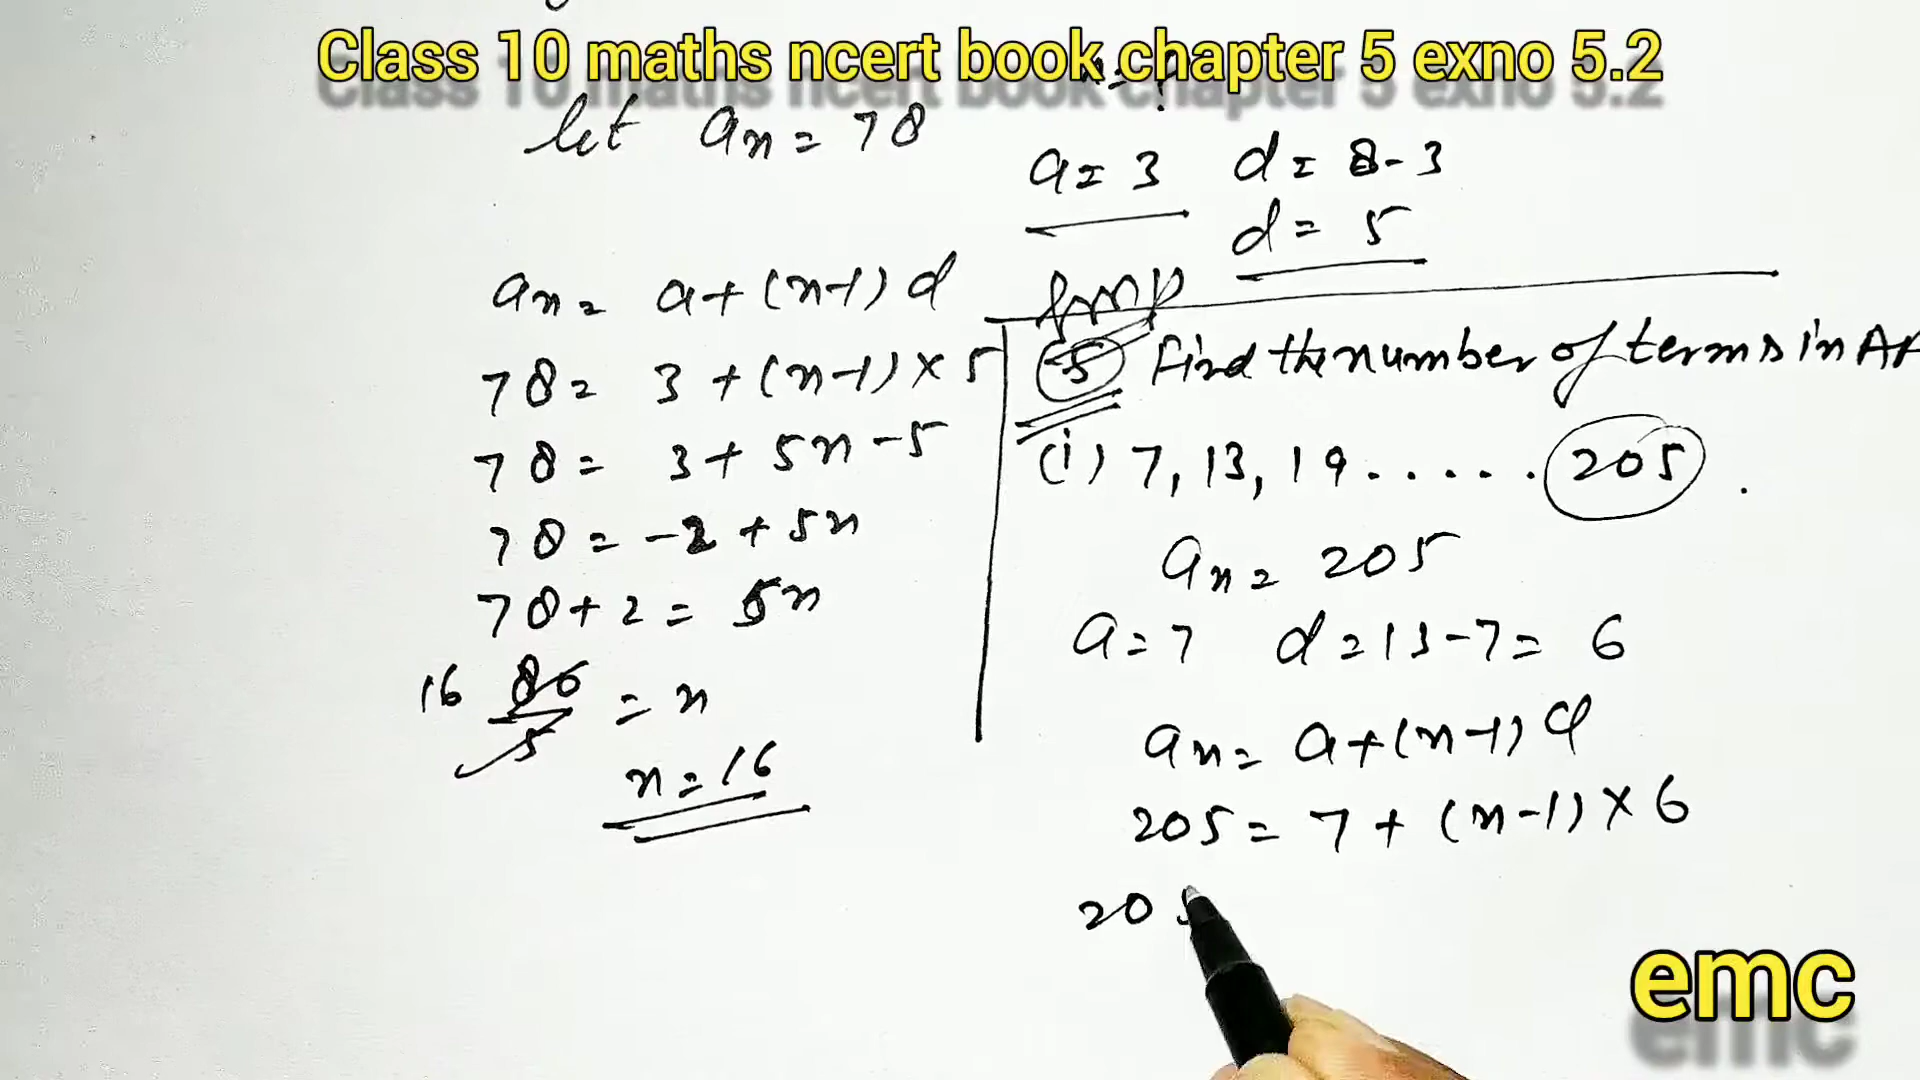 Class 10 maths ncert book chapter 5 exno 5.2
let an = 78
an = a + (n-1) d
78 = 3 + (n-1) × 5
78 = 3 + 5n - 5
78 = -2 + 5n
78 + 2 = 5n
16 80/5 = n
n = 16
n = ?
a = 3 d = 8 - 3
d = 5
Imp
(5) Find the number of terms in AP
(i) 7, 13, 19 . . . . . 205 .
an = 205
a = 7 d = 13 - 7 = 6
an = a + (n-1) d
205 = 7 + (n-1) × 6
205
emc